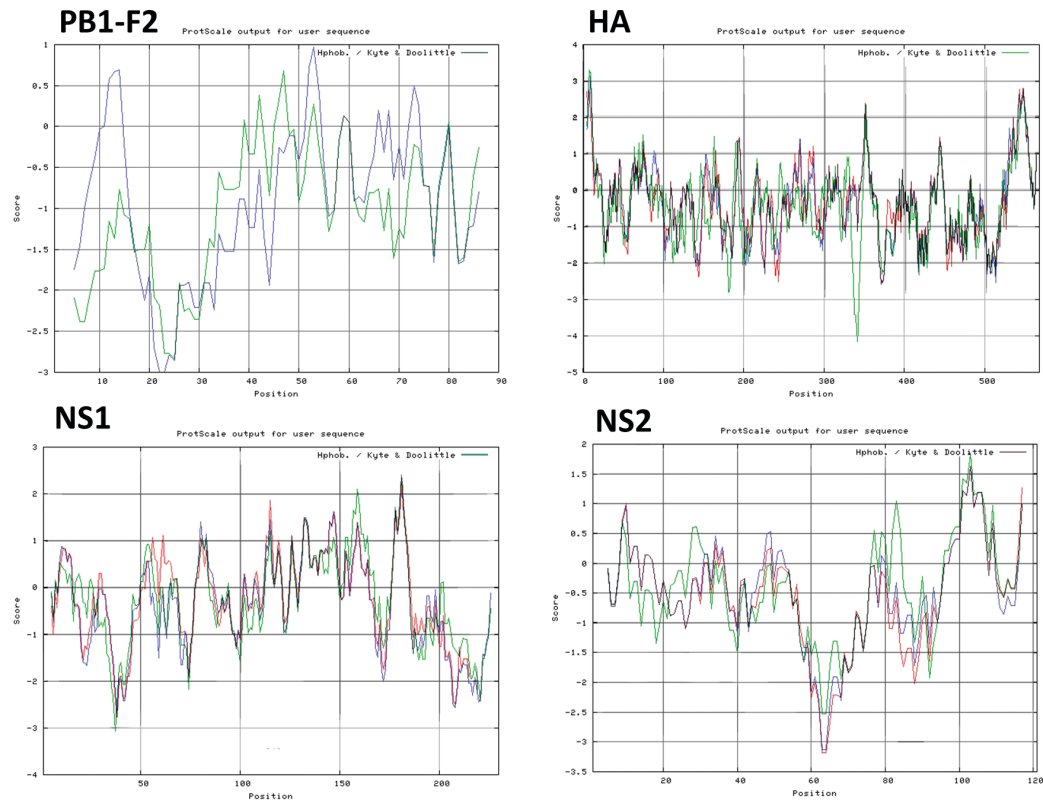 PB1-F2
ProtScale output for user sequence
Hphob. / Kyte & Doolittle
1
0.5
0
-0.5
-1
-1.5
-2
-2.5
-3
Score
10 20 30 40 50 60 70 80 90
Position
HA
ProtScale output for user sequence
Hphob. / Kyte & Doolittle
4
3
2
1
0
-1
-2
-3
-4
-5
Score
0 100 200 300 400 500
Position
NS1
ProtScale output for user sequence
Hphob. / Kyte & Doolittle
3
2
1
0
-1
-2
-3
-4
Score
50 100 150 200
Position
NS2
ProtScale output for user sequence
Hphob. / Kyte & Doolittle
2
1.5
1
0.5
0
-0.5
-1
-1.5
-2
-2.5
-3
-3.5
Score
20 40 60 80 100 120
Position